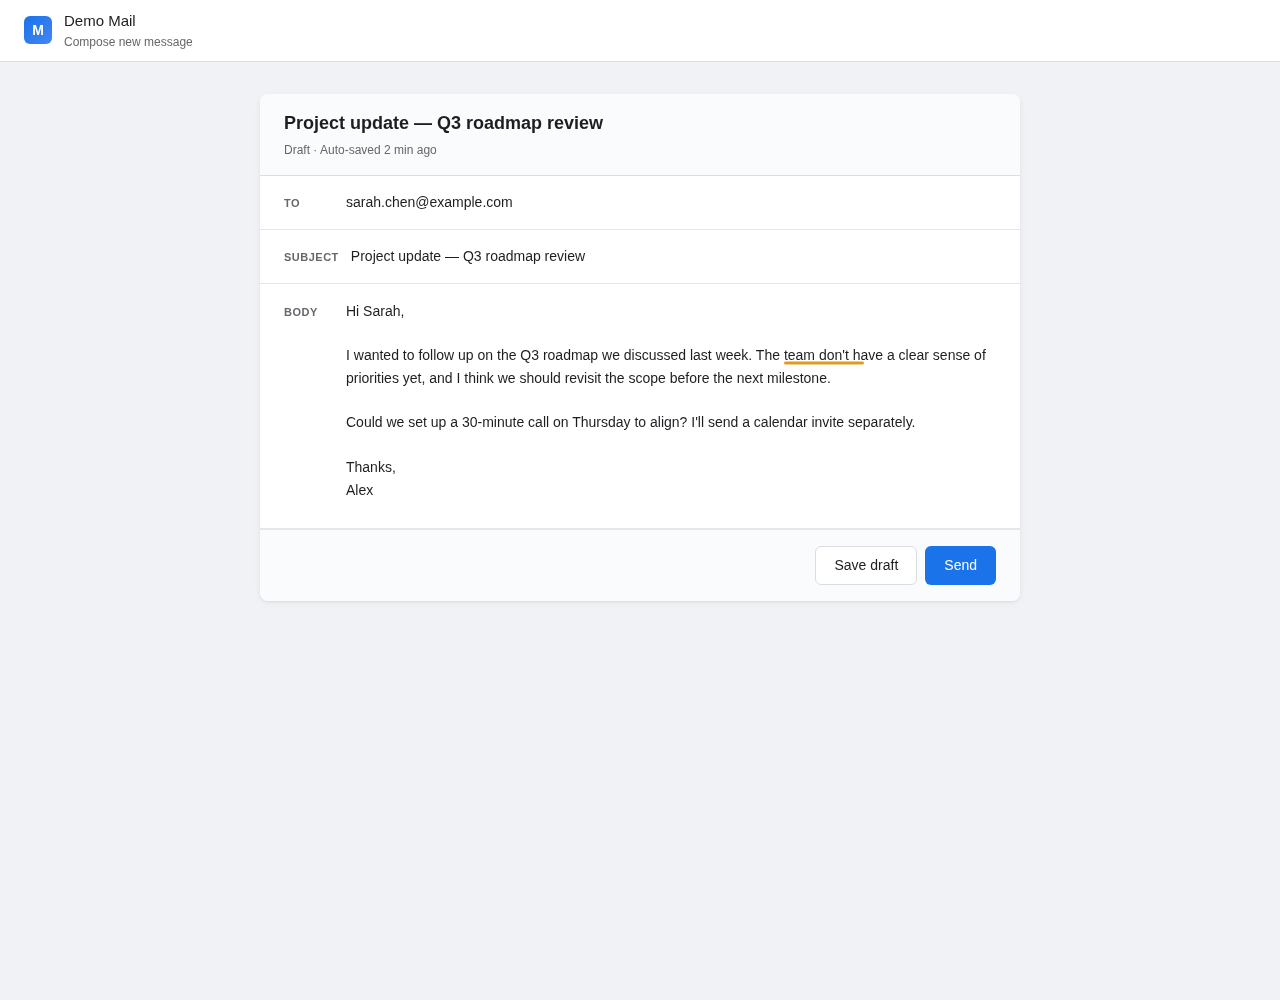 M
Demo Mail
Compose new message
Project update — Q3 roadmap review
Draft · Auto-saved 2 min ago
TO sarah.chen@example.com
SUBJECT Project update — Q3 roadmap review
BODY Hi Sarah,
I wanted to follow up on the Q3 roadmap we discussed last week. The team don't have a clear sense of
priorities yet, and I think we should revisit the scope before the next milestone.
Could we set up a 30-minute call on Thursday to align? I'll send a calendar invite separately.
Thanks,
Alex
Save draft Send